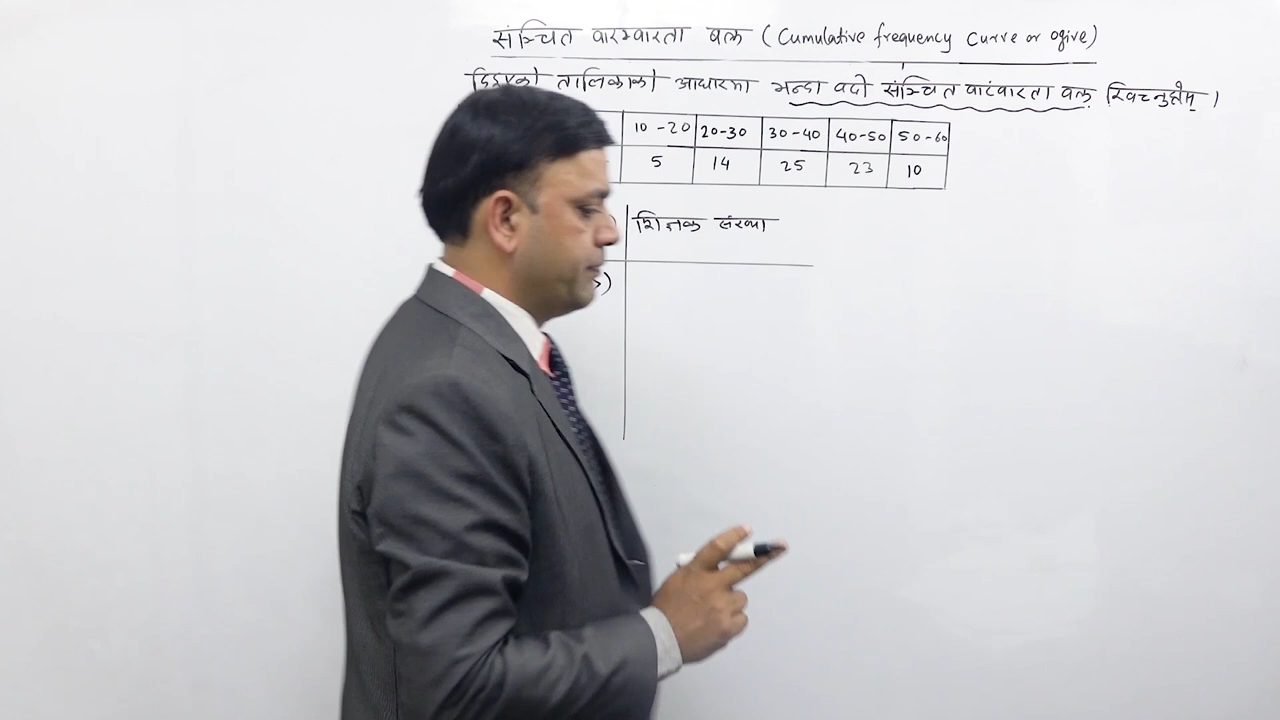 संञ्चित वारम्वारता वक्र (Cumulative frequency curve or ogive)
दिइएको तालिकाको आधारमा भन्दा बढी संञ्चित वारंवारता वक्र खिच्नुहोस् ।
10-20 20-30 30-40 40-50 50-60
5 14 25 23 10
शिक्षक संख्या